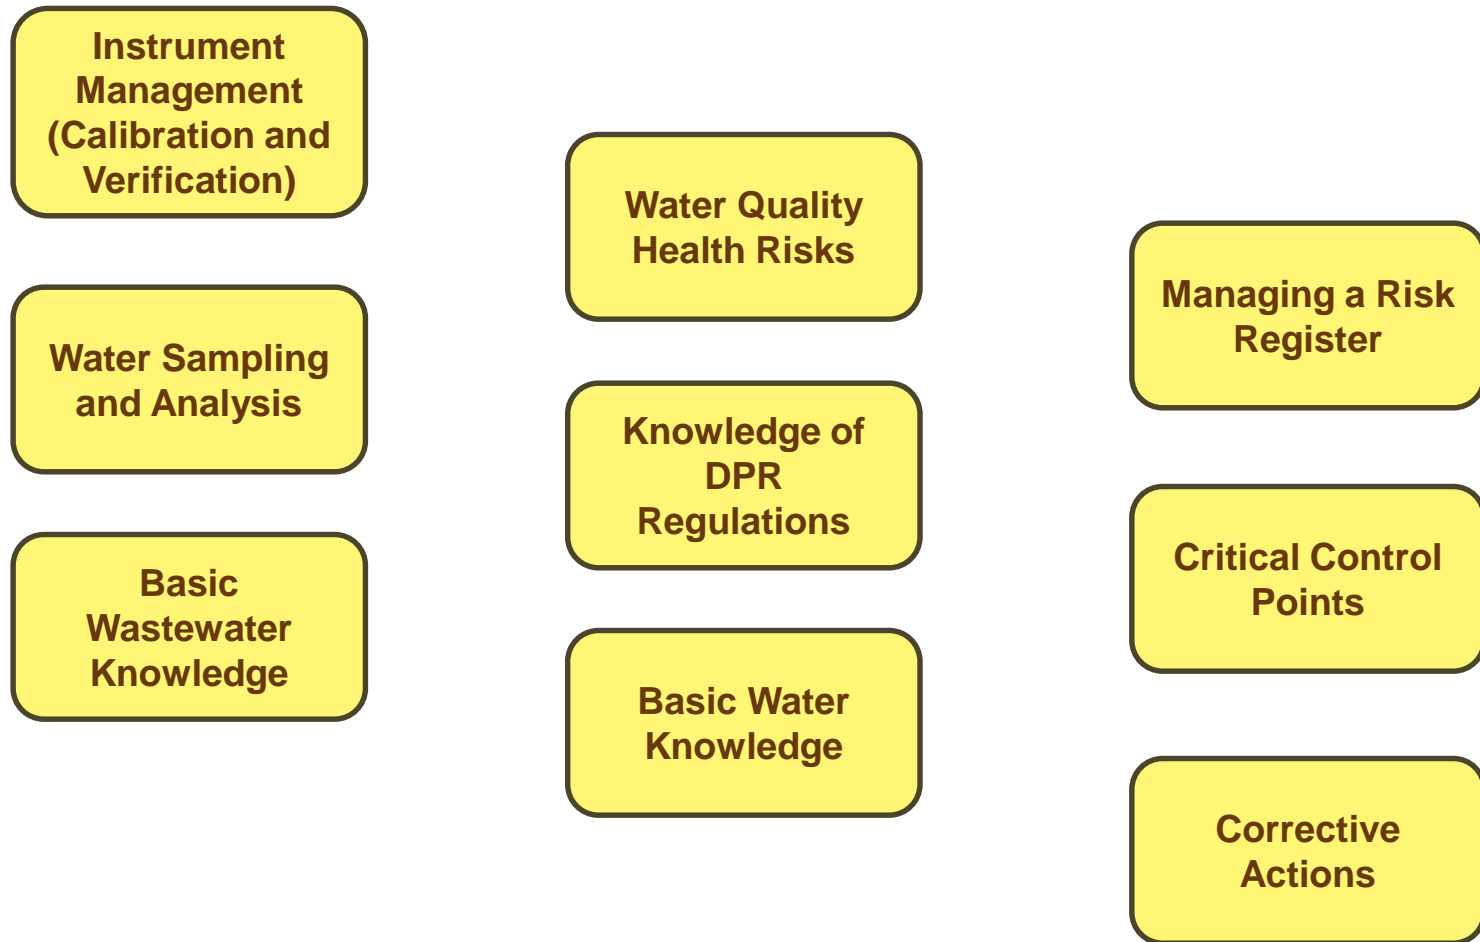 Instrument
Management
(Calibration and
Verification)
Water Sampling
and Analysis
Basic
Wastewater
Knowledge
Water Quality
Health Risks
Knowledge of
DPR
Regulations
Basic Water
Knowledge
Managing a Risk
Register
Critical Control
Points
Corrective
Actions